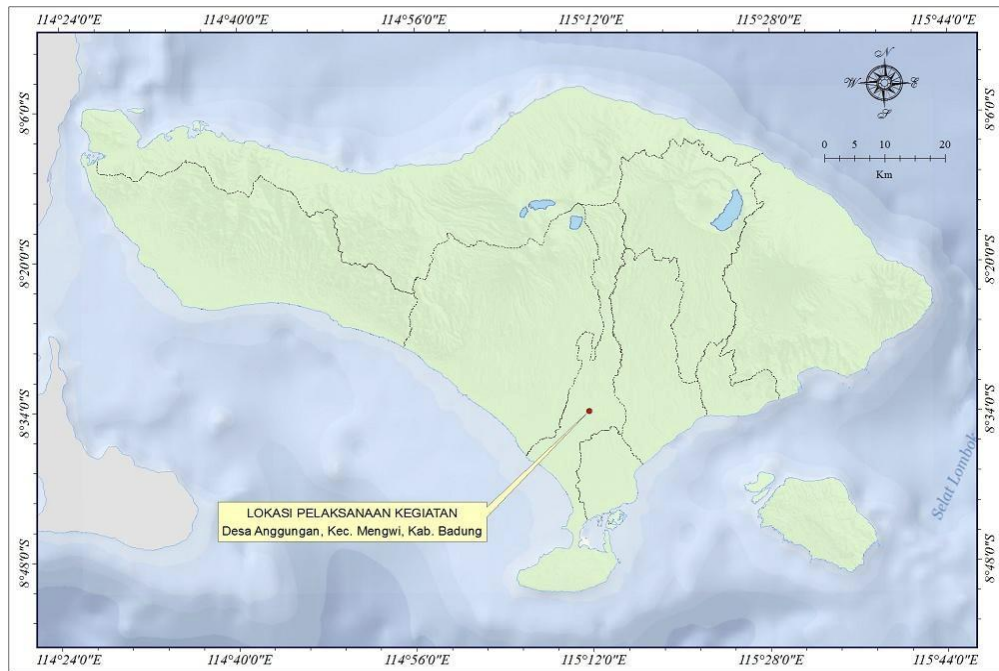 114°24'0"E 114°40'0"E 114°56'0"E 115°12'0"E 115°28'0"E 115°44'0"E
N
W E
S
0 5 10 20
Km
8°6'0"S 8°6'0"S
8°20'0"S 8°20'0"S
8°34'0"S 8°34'0"S
Selat Lombok
LOKASI PELAKSANAAN KEGIATAN
Desa Anggungan, Kec. Mengwi, Kab. Badung
8°48'0"S 8°48'0"S
114°24'0"E 114°40'0"E 114°56'0"E 115°12'0"E 115°28'0"E 115°44'0"E